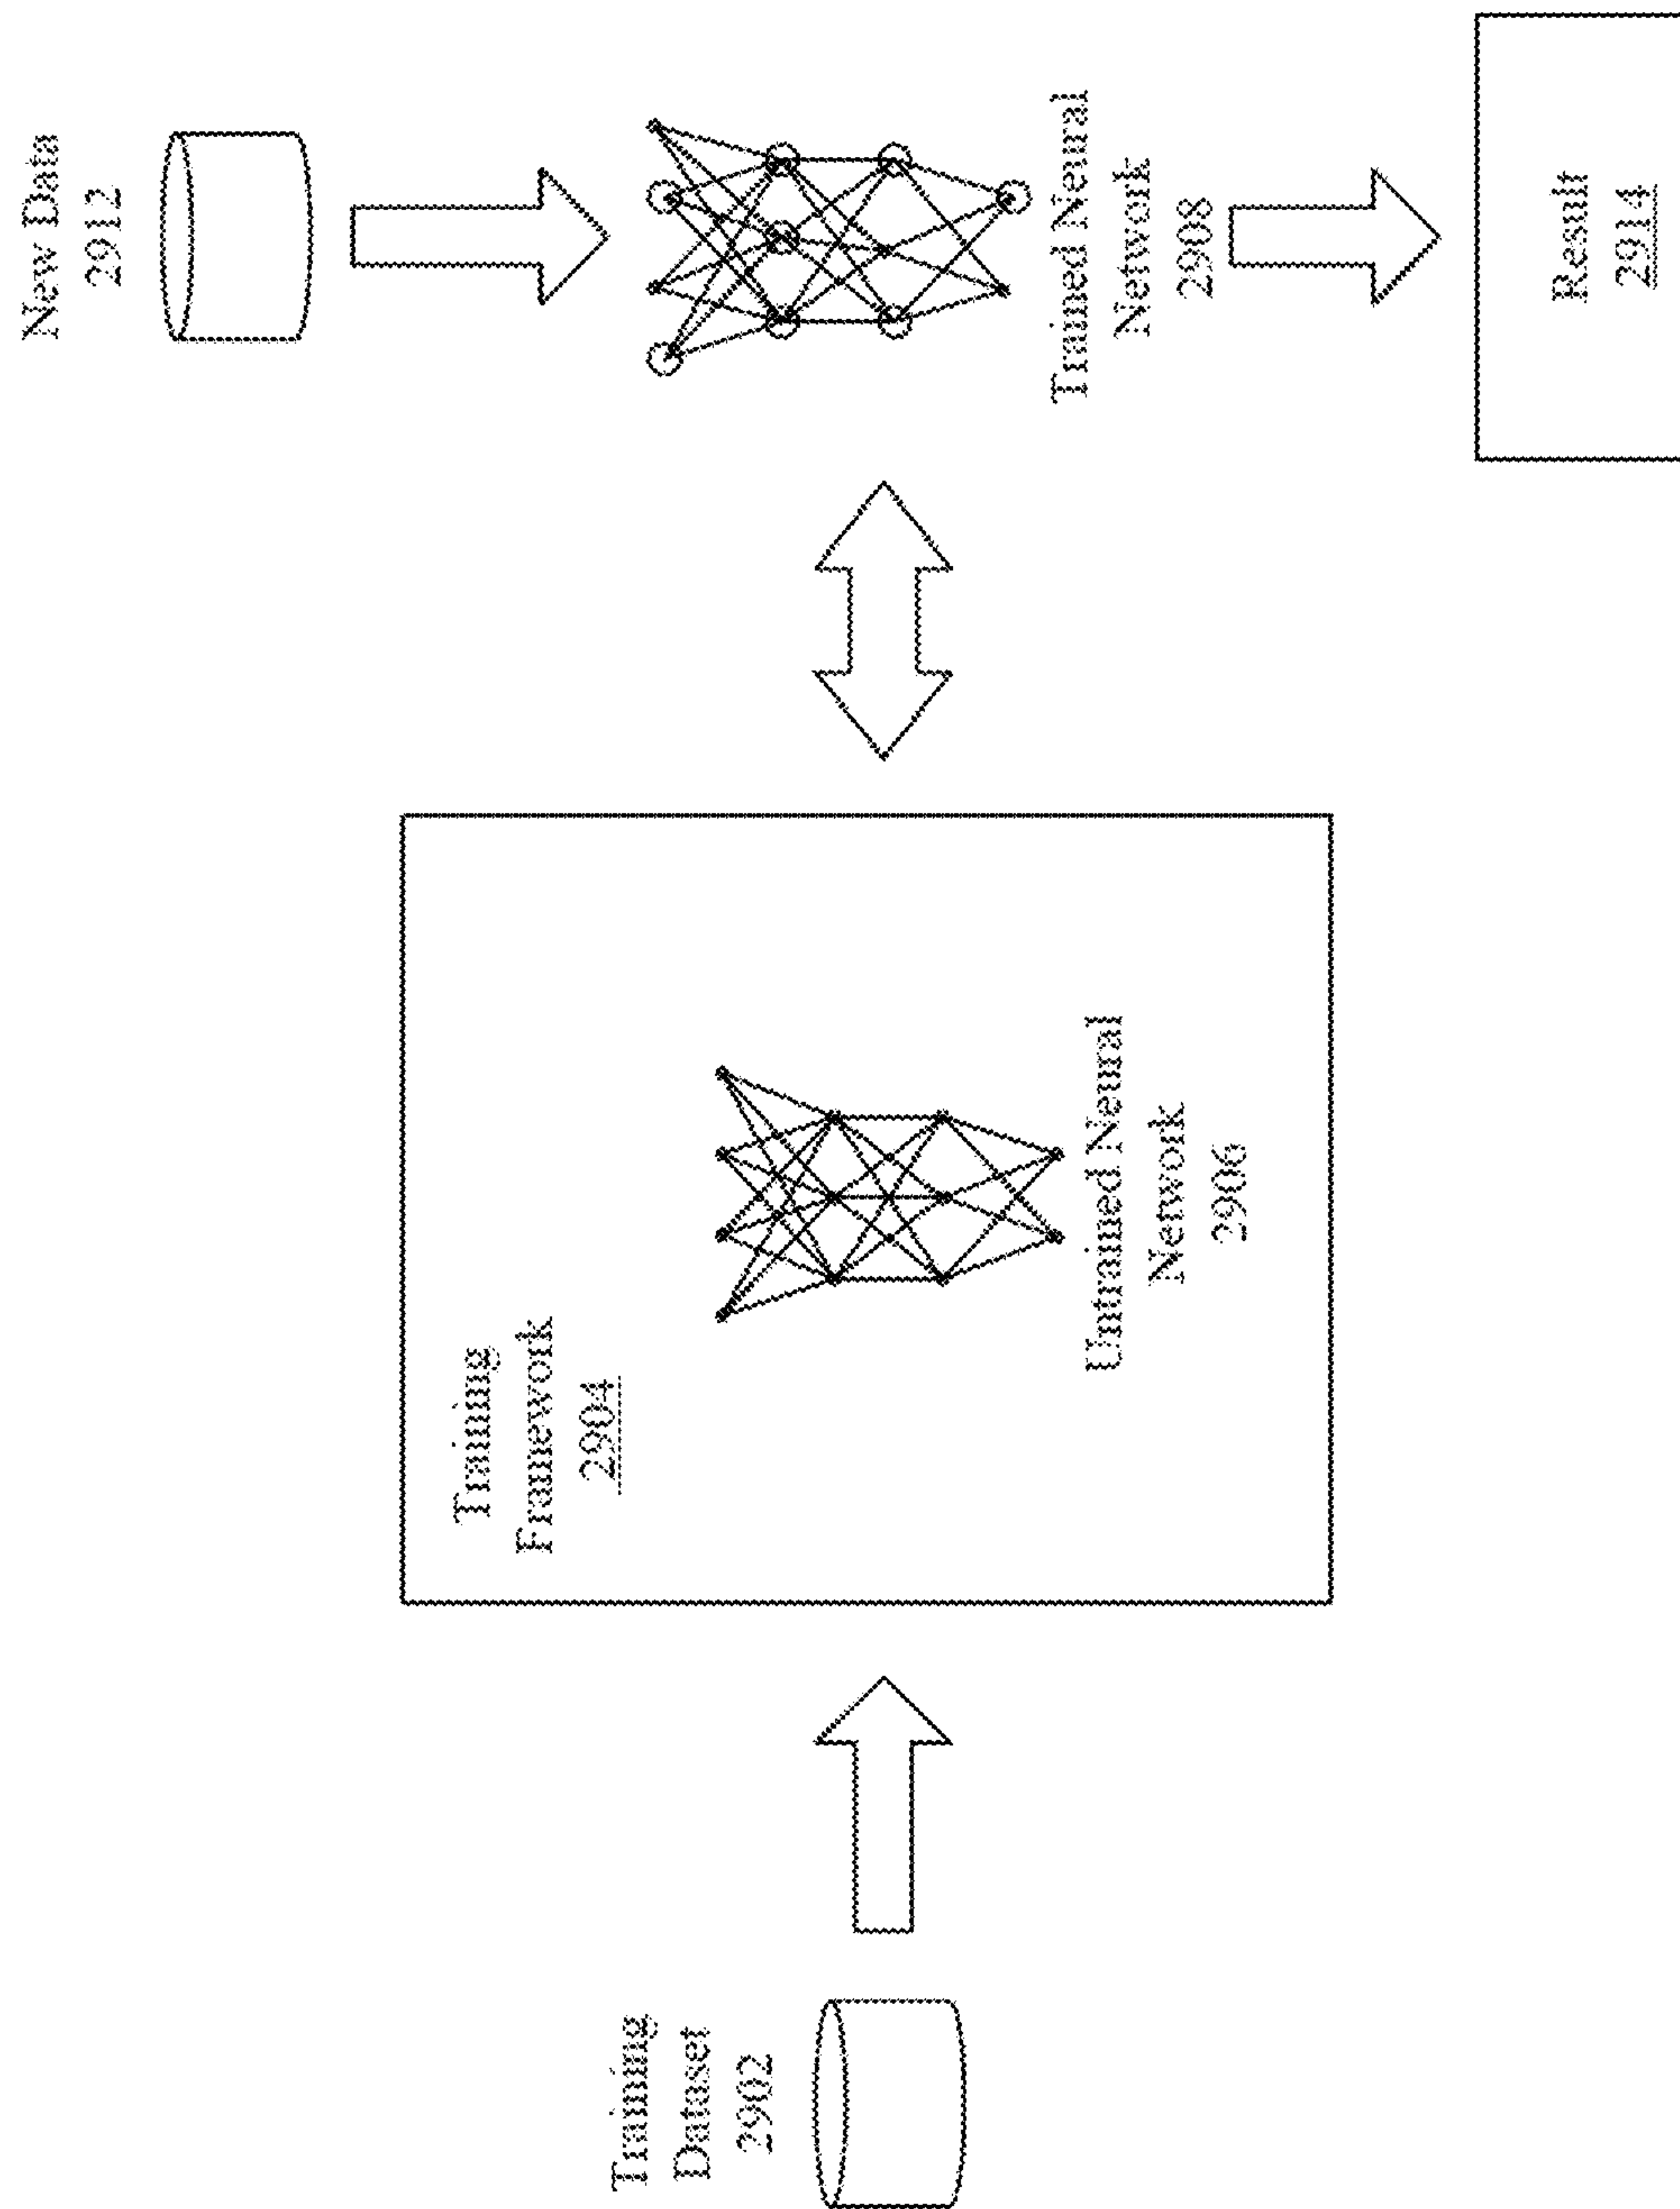 Training
Dataset
2902
Training
Framework
2904
Untrained Neural
Network
2906
New Data
2912
Trained Neural
Network
2908
Result
2914